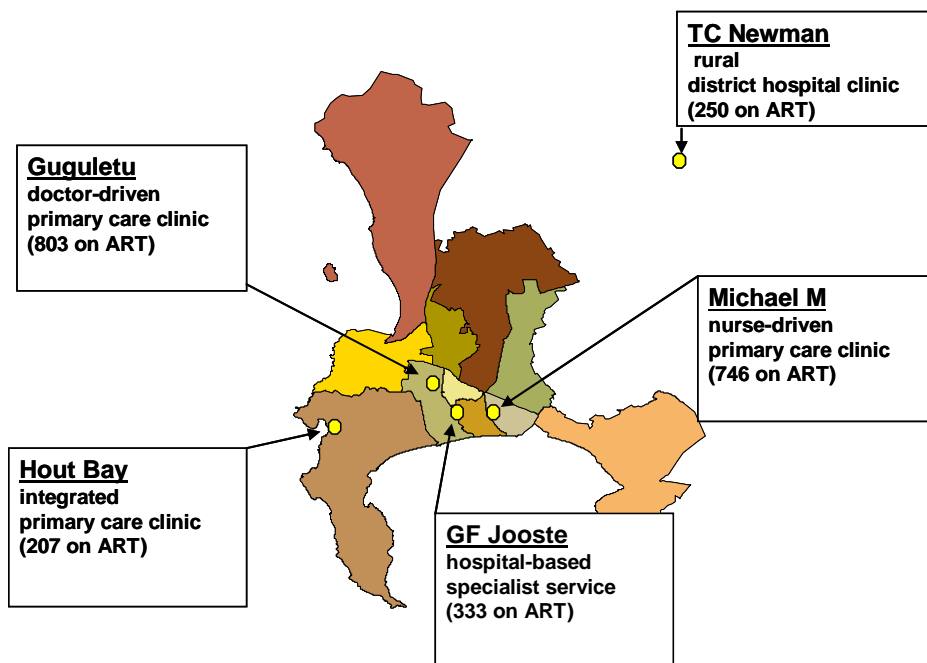 TC Newman
rural
district hospital clinic
(250 on ART)
Guguletu
doctor-driven
primary care clinic
(803 on ART)
Michael M
nurse-driven
primary care clinic
(746 on ART)
Hout Bay
integrated
primary care clinic
(207 on ART)
GF Jooste
hospital-based
specialist service
(333 on ART)